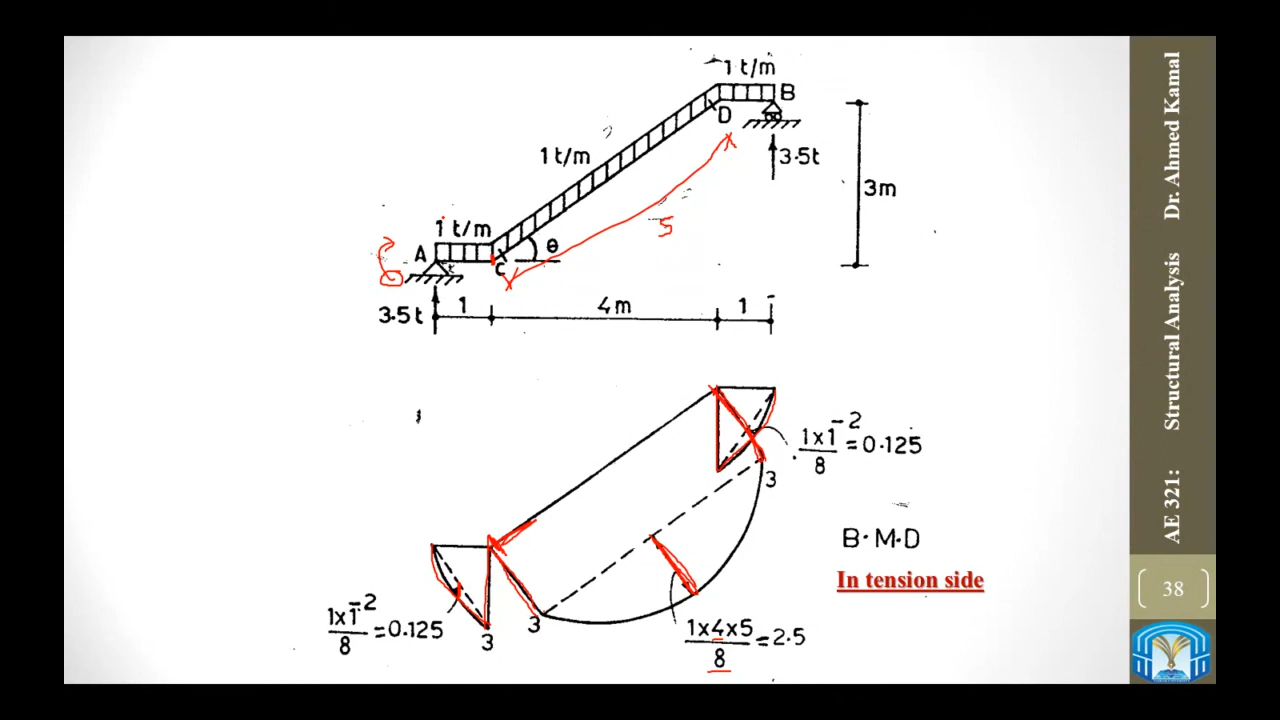 1 t/m
B
D
3.5t
1 t/m
3m
5
1 t/m
A
θ
C
3.5t
1
4m
1
1x1²/8 =0.125
3
B.M.D
In tension side
1x1²/8 =0.125
3
3
1x4x5/8 =2.5
AE 321: Structural Analysis Dr. Ahmed Kamal
38